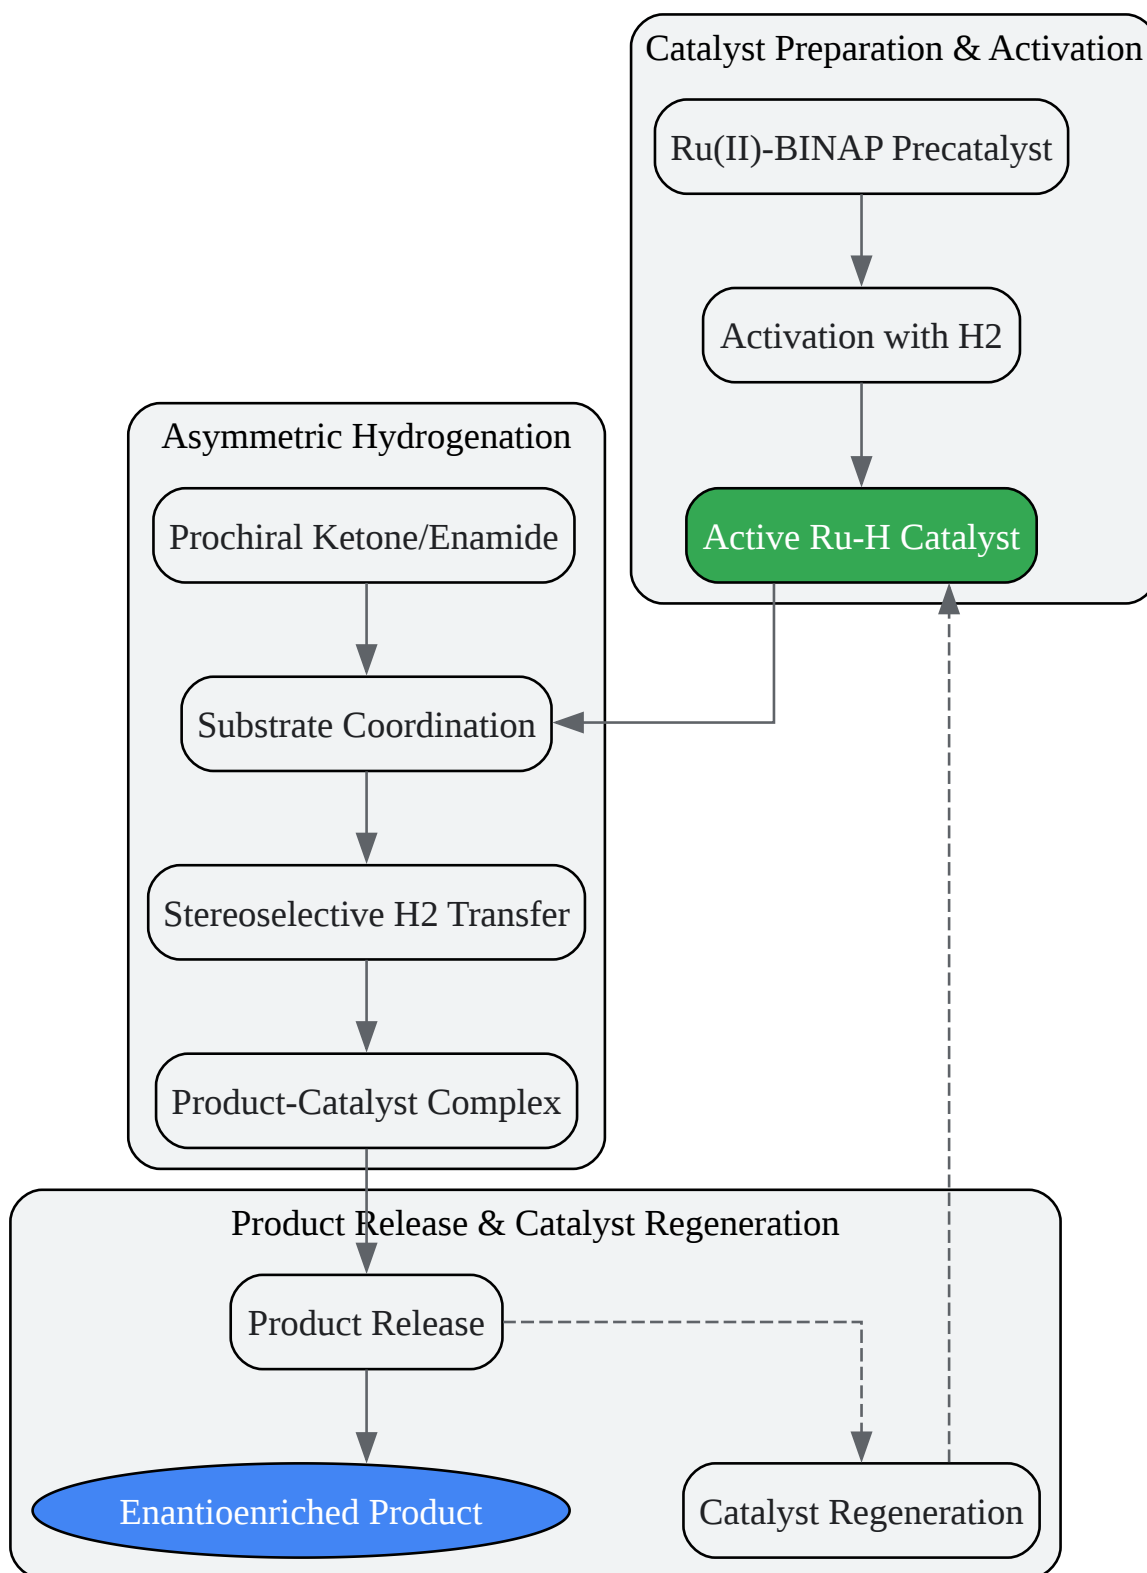 Catalyst Preparation & Activation
Ru(II)-BINAP Precatalyst
Activation with H2
Active Ru-H Catalyst
Asymmetric Hydrogenation
Prochiral Ketone/Enamide
Substrate Coordination
Stereoselective H2 Transfer
Product-Catalyst Complex
Product Release & Catalyst Regeneration
Product Release
Enantioenriched Product
Catalyst Regeneration